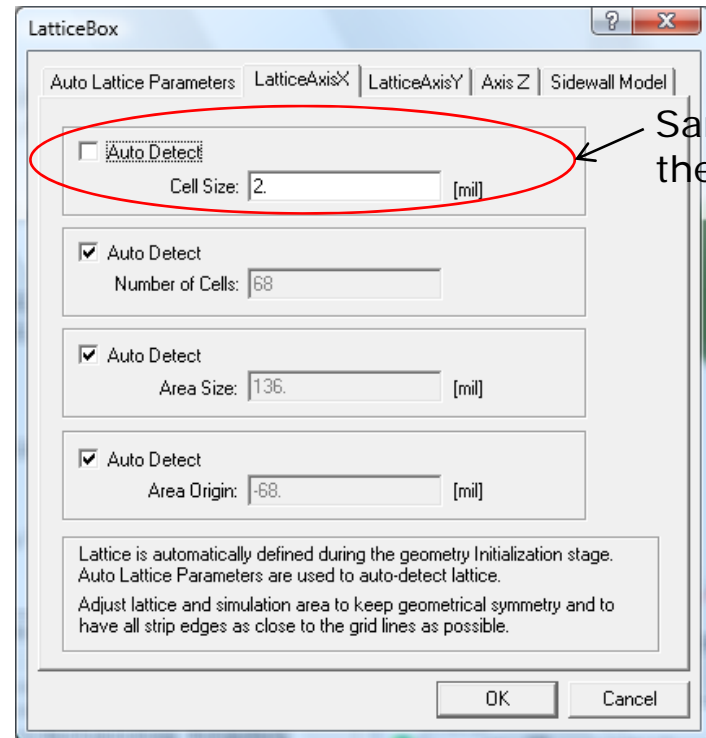 LatticeBox
Auto Lattice Parameters LatticeAxisX LatticeAxisY Axis Z Sidewall Model
Auto Detect
Cell Size: 2. [mil]
Auto Detect
Number of Cells: 68
Auto Detect
Area Size: 136. [mil]
Auto Detect
Area Origin: -68. [mil]
Lattice is automatically defined during the geometry Initialization stage.
Auto Lattice Parameters are used to auto-detect lattice.
Adjust lattice and simulation area to keep geometrical symmetry and to
have all strip edges as close to the grid lines as possible.
OK Cancel